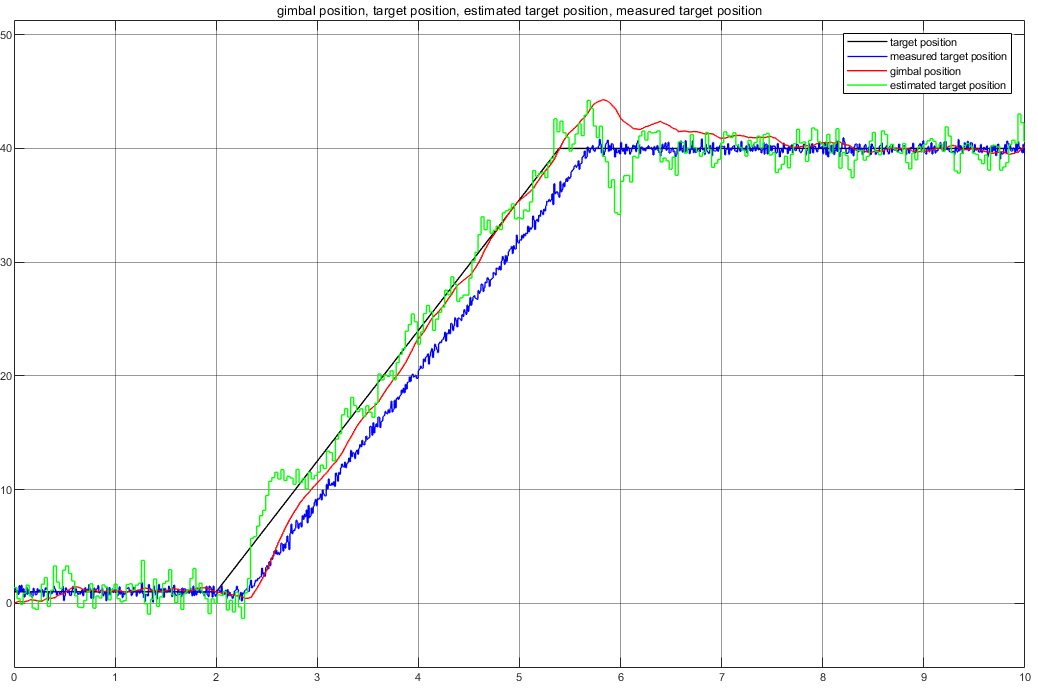 gimbal position, target position, estimated target position, measured target position
50
target position
measured target position
gimbal position
estimated target position
40
30
20
10
0
0 1 2 3 4 5 6 7 8 9 10